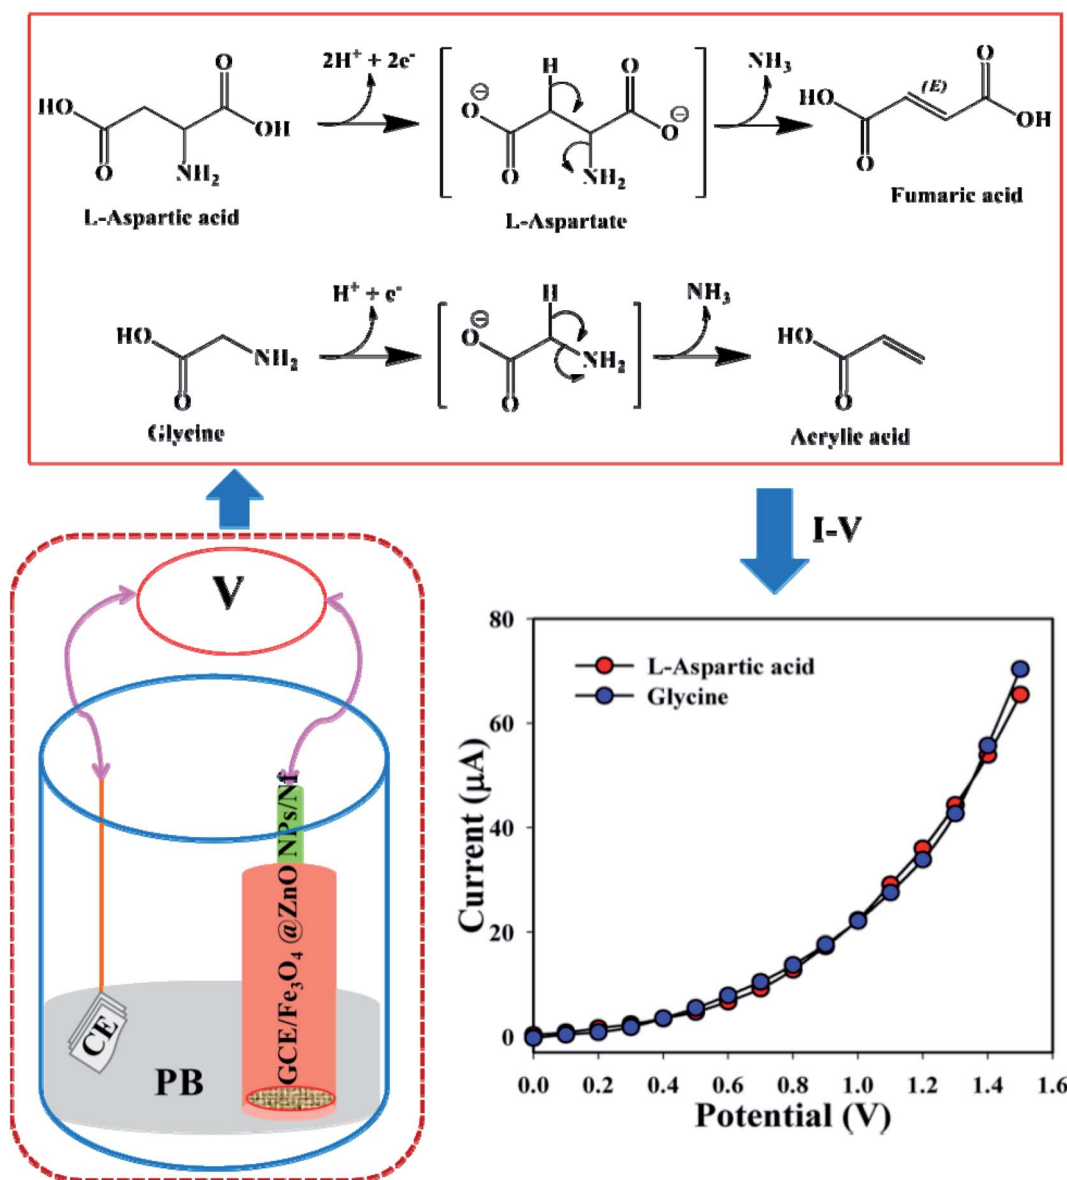 2H⁺ + 2e⁻
NH₃
HO
O
O
OH
NH₂
L-Aspartic acid
H
O
⊖
O
O
O
⊖
NH₂
L-Aspartate
HO
O
(E)
O
OH
Fumaric acid
H⁺ + e⁻
NH₃
HO
O
NH₂
Glycine
H
⊖
O
O
NH₂
HO
O
Acrylic acid
V
I-V
CE
PB
GCE/Fe₃O₄ @ZnO NPs/Nf
L-Aspartic acid
Glycine
Current (µA)
80
60
40
20
0
0.0 0.2 0.4 0.6 0.8 1.0 1.2 1.4 1.6
Potential (V)